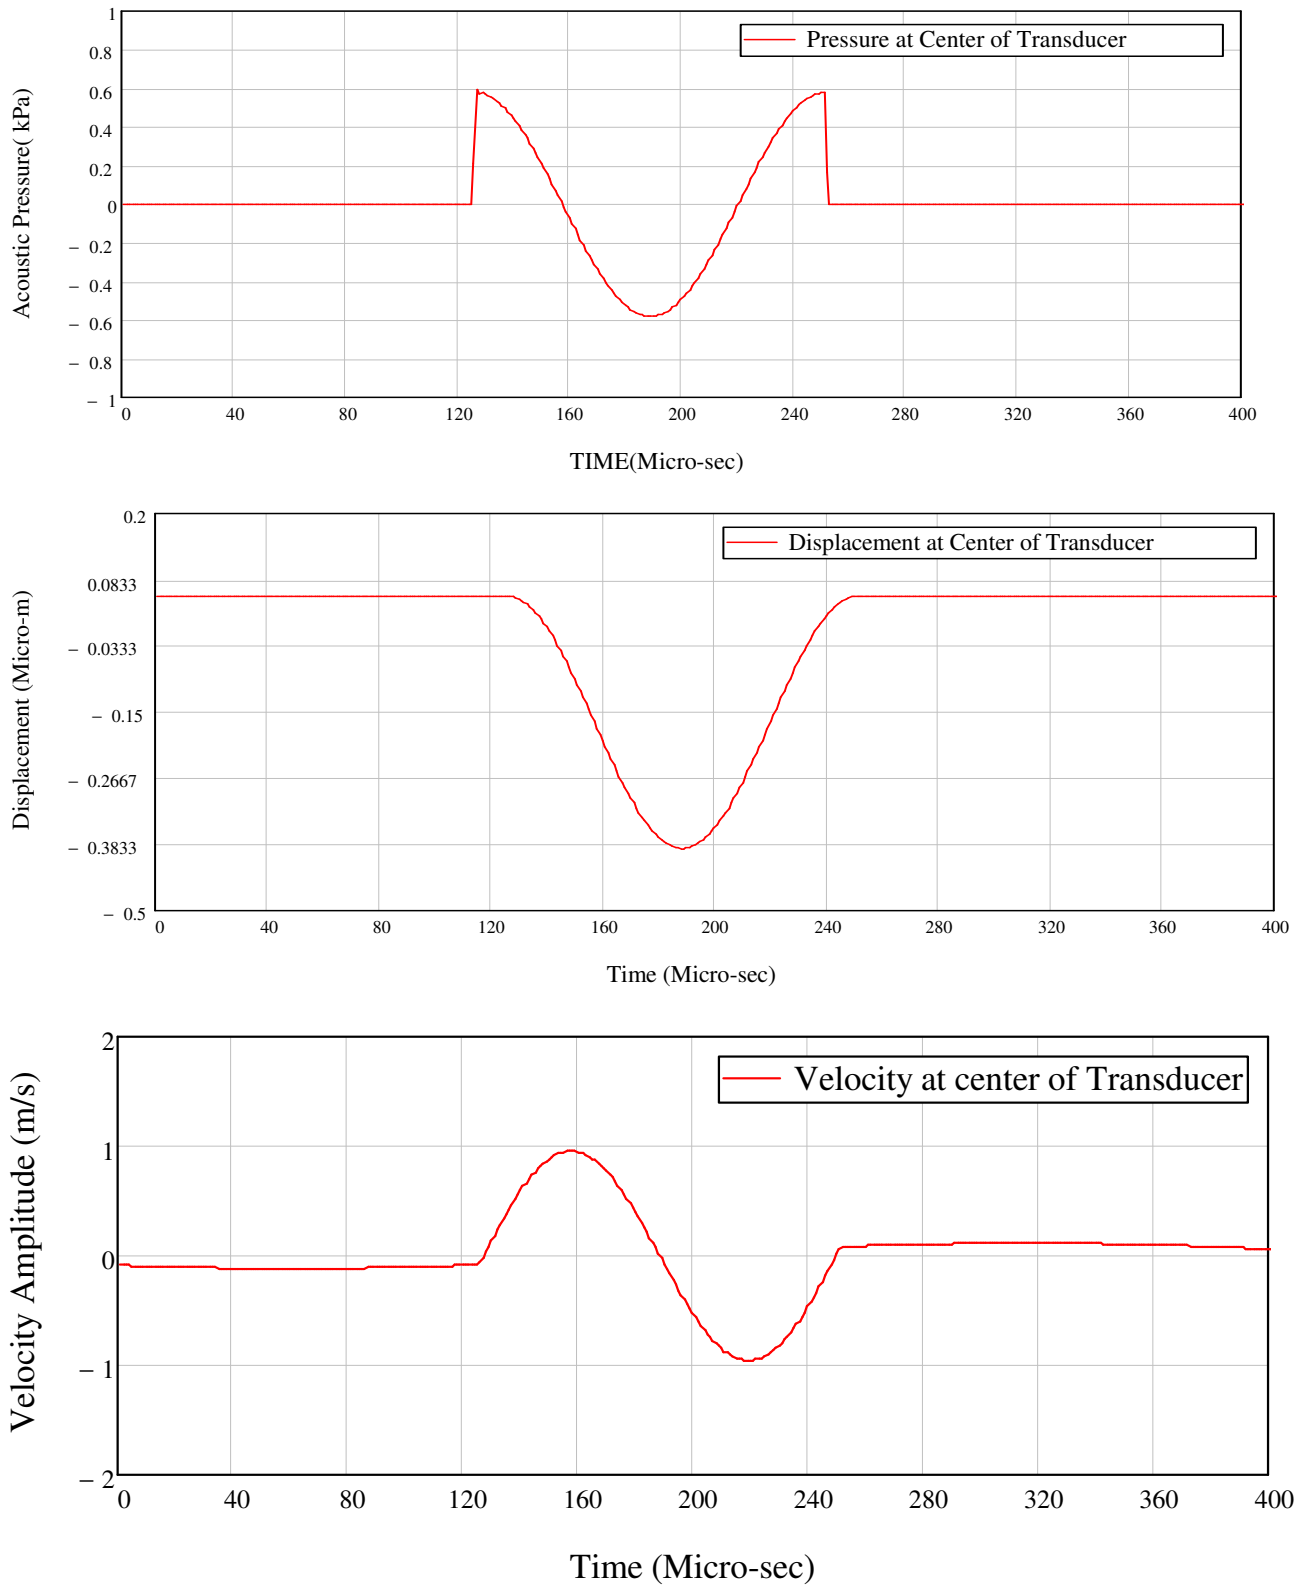 1
0.8
0.6
0.4
0.2
0
− 0.2
− 0.4
− 0.6
− 0.8
− 1
Acoustic Pressure( kPa)
Pressure at Center of Transducer
0 40 80 120 160 200 240 280 320 360 400
TIME(Micro-sec)
0.2
0.0833
− 0.0333
− 0.15
− 0.2667
− 0.3833
− 0.5
Displacement (Micro-m)
Displacement at Center of Transducer
0 40 80 120 160 200 240 280 320 360 400
Time (Micro-sec)
2
1
0
− 1
− 2
Velocity Amplitude (m/s)
Velocity at center of Transducer
0 40 80 120 160 200 240 280 320 360 400
Time (Micro-sec)